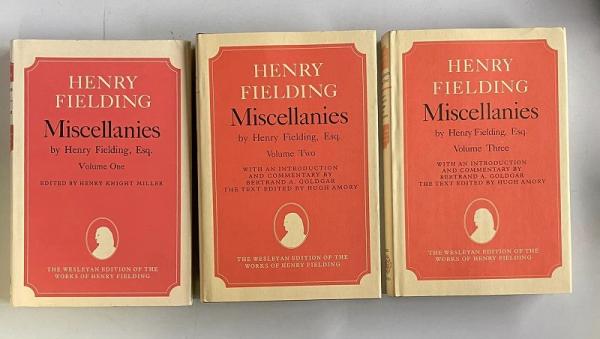 HENRY
FIELDING
Miscellanies
by Henry Fielding, Esq.
Volume One
EDITED BY HENRY KNIGHT MILLER
THE WESLEYAN EDITION OF THE
WORKS OF HENRY FIELDING
HENRY
FIELDING
Miscellanies
by Henry Fielding, Esq.
Volume Two
WITH AN INTRODUCTION
AND COMMENTARY BY
BERTRAND A. GOLDGAR
THE TEXT EDITED BY HUGH AMORY
THE WESLEYAN EDITION OF THE
WORKS OF HENRY FIELDING
HENRY
FIELDING
Miscellanies
by Henry Fielding, Esq.
Volume Three
WITH AN INTRODUCTION
AND COMMENTARY BY
BERTRAND A. GOLDGAR
THE TEXT EDITED BY HUGH AMORY
THE WESLEYAN EDITION OF THE
WORKS OF HENRY FIELDING